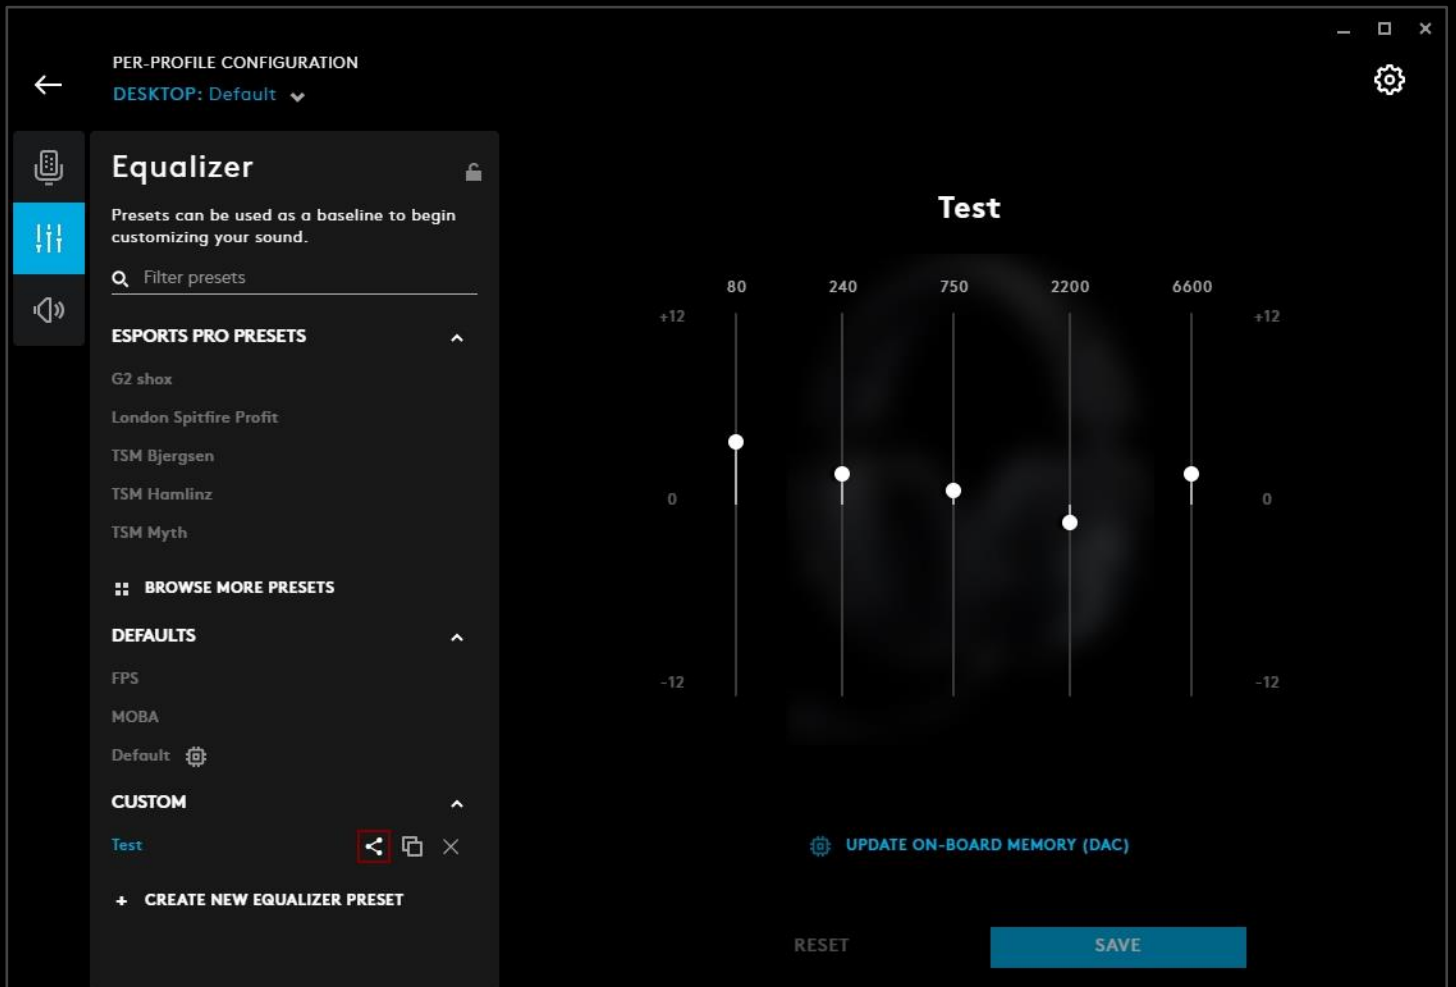 PER-PROFILE CONFIGURATION
DESKTOP: Default
Equalizer
Presets can be used as a baseline to begin
customizing your sound.
Filter presets
ESPORTS PRO PRESETS
G2 shox
London Spitfire Profit
TSM Bjergsen
TSM Hamlinz
TSM Myth
BROWSE MORE PRESETS
DEFAULTS
FPS
MOBA
Default
CUSTOM
Test
+ CREATE NEW EQUALIZER PRESET
Test
80 240 750 2200 6600
+12 +12
0 0
-12 -12
UPDATE ON-BOARD MEMORY (DAC)
RESET SAVE